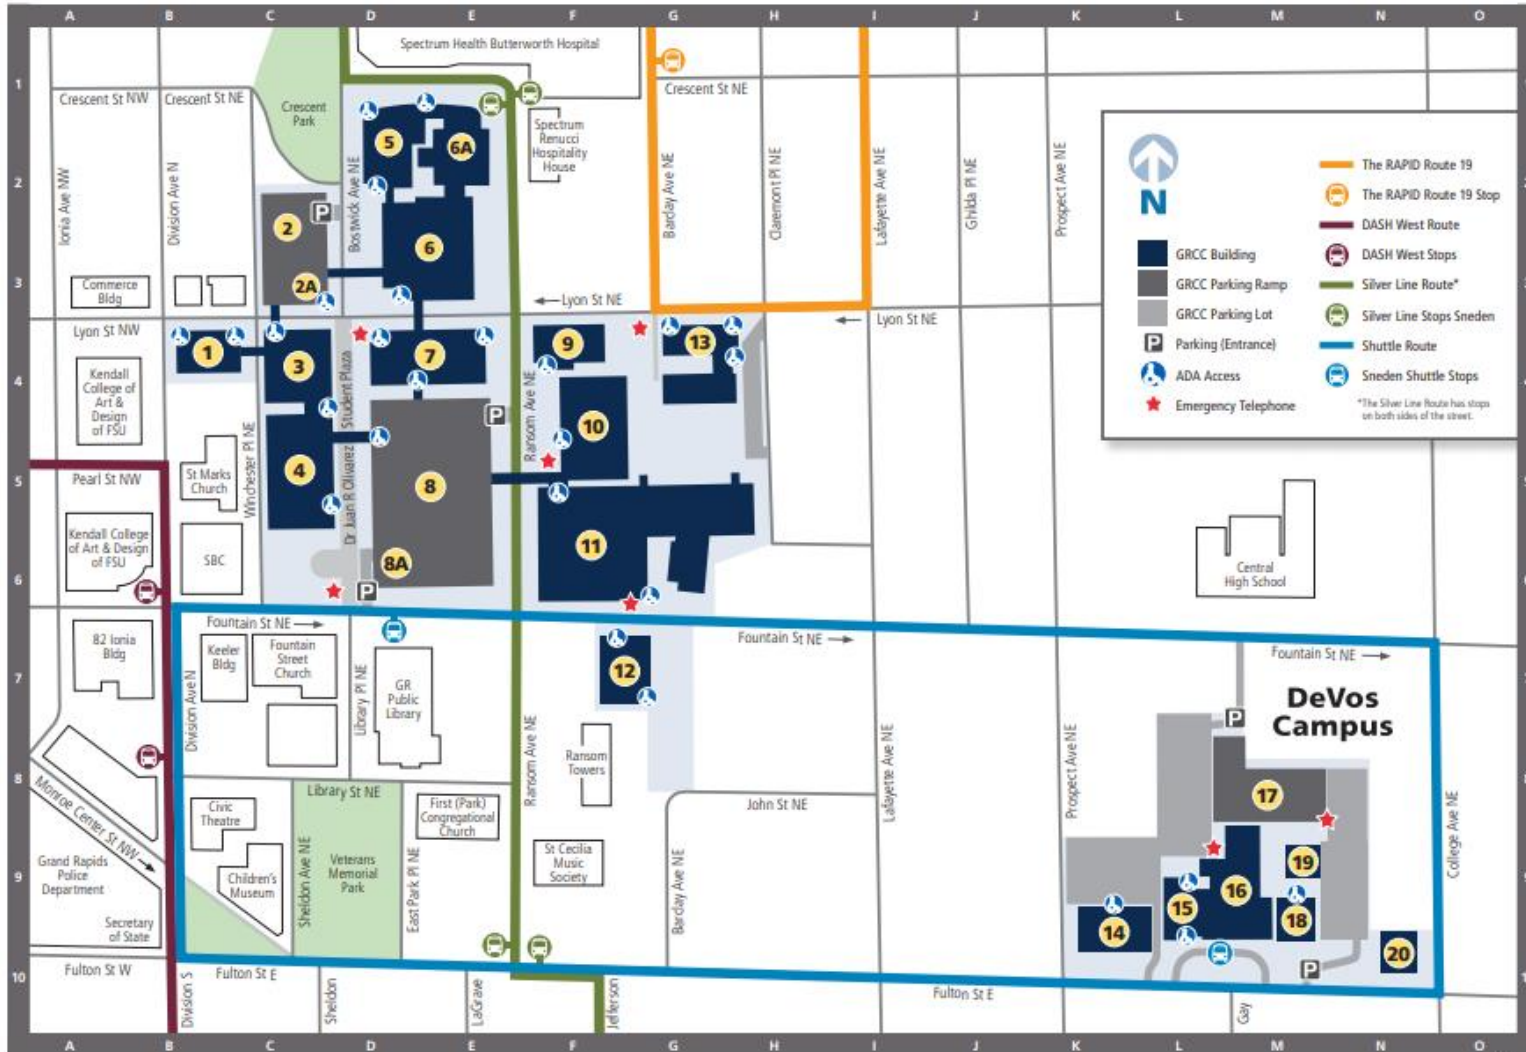 A B C D E F G H I J K L M N O
1
2
3
4
5
6
7
8
9
10
Spectrum Health Butterworth Hospital
Crescent St NW
Crescent St NE
Crescent
Park
Crescent St NE
Spectrum
Renucci
Hospitality
House
Ionia Ave NW
Division Ave N
Bostwick Ave NE
Barclay Ave NE
Claremont Pl NE
Lafayette Ave NE
Ghilda Pl NE
Prospect Ave NE
5
6A
P
2
6
2A
Commerce
Bldg
Lyon St NE
Lyon St NE
Lyon St NW
1
3
7
9
13
Kendall
College of
Art &
Design
of FSU
Winchester Pl NE
Dr Juan R Olivarez Student Plaza
Ransom Ave NE
P
10
St Marks
Church
4
8
Pearl St NW
Kendall College
of Art & Design
of FSU
SBC
8A
P
11
Central
High School
N
GRCC Building
GRCC Parking Ramp
GRCC Parking Lot
P Parking (Entrance)
ADA Access
Emergency Telephone
The RAPID Route 19
The RAPID Route 19 Stop
DASH West Route
DASH West Stops
Silver Line Route*
Silver Line Stops Sneden
Shuttle Route
Sneden Shuttle Stops
*The Silver Line Route has stops
on both sides of the street.
Fountain St NE
Fountain St NE
Fountain St NE
82 Ionia
Bldg
Keeler
Bldg
Fountain
Street
Church
Division Ave N
Library Pl NE
GR
Public
Library
12
Ransom Ave NE
Ransom
Towers
Lafayette Ave NE
Prospect Ave NE
DeVos
Campus
P
Monroe Center St NW
Library St NE
John St NE
Civic
Theatre
First (Park)
Congregational
Church
17
Grand Rapids
Police
Department
Secretary
of State
Children's
Museum
Sheldon Ave NE
Veterans
Memorial
Park
East Park Pl NE
St Cecilia
Music
Society
Barclay Ave NE
College Ave NE
19
16
15
18
14
20
P
Fulton St W
Fulton St E
Fulton St E
Division S
Sheldon
LaGrave
Jefferson
Gay
A B C D E F G H I J K L M N O